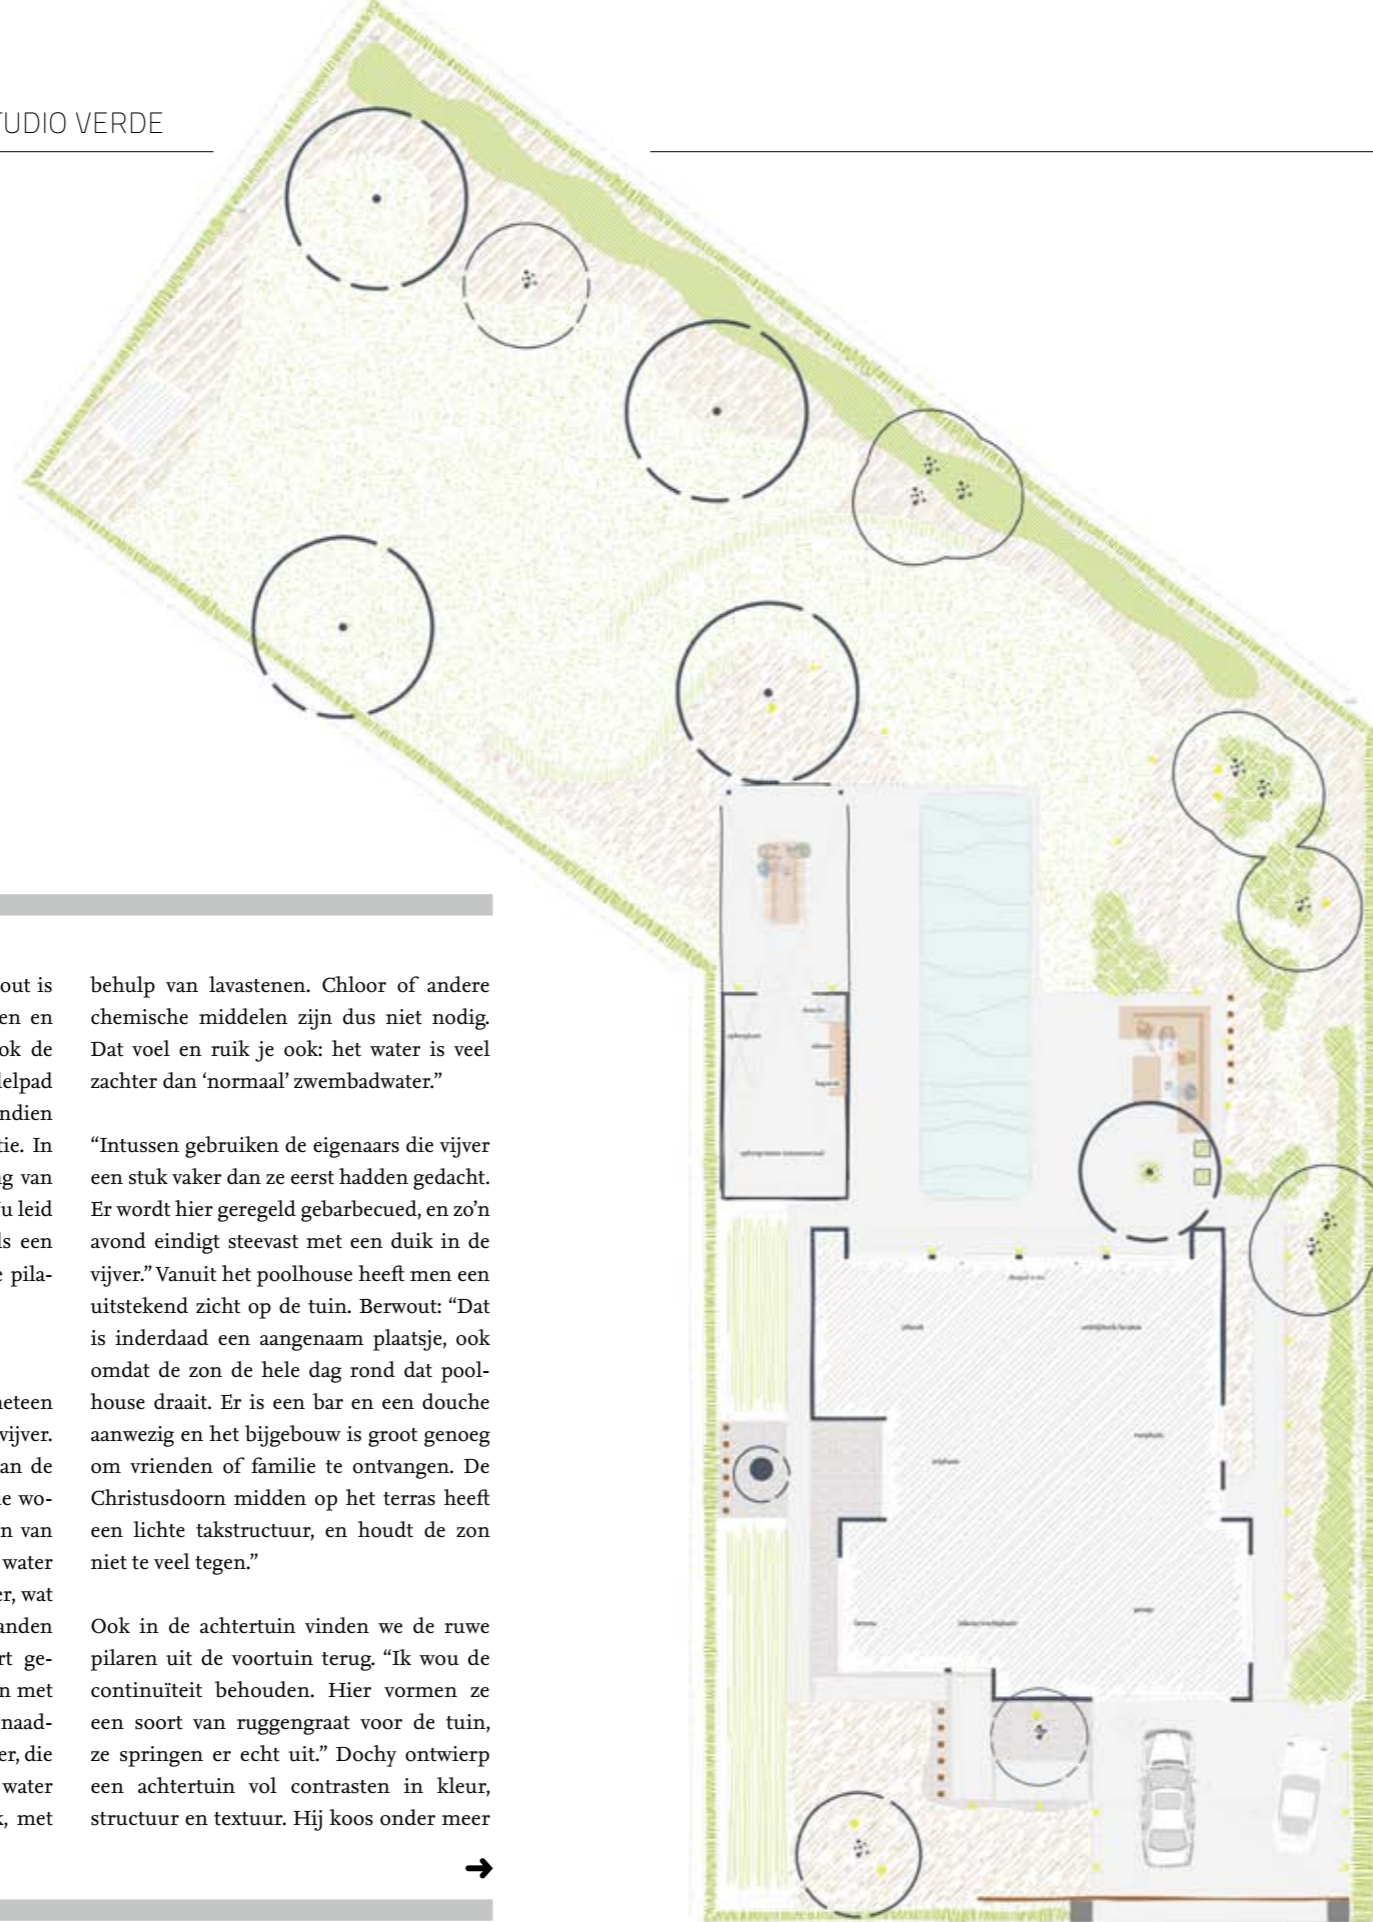 TUDIO VERDE
out is
en en
ok de
lelpad
ndien
tie. In
g van
u leid
ls een
e pila-
neteen
vijver.
an de
le wo-
n van
water
er, wat
anden
rt ge-
n met
naad-
er, die
water
k, met
behulp van lavastenen. Chloor of andere
chemische middelen zijn dus niet nodig.
Dat voel en ruik je ook: het water is veel
zachter dan ‘normaal’ zwembadwater.”
“Intussen gebruiken de eigenaars die vijver
een stuk vaker dan ze eerst hadden gedacht.
Er wordt hier geregeld gebarbecued, en zo’n
avond eindigt steevast met een duik in de
vijver.” Vanuit het poolhouse heeft men een
uitstekend zicht op de tuin. Berwout: “Dat
is inderdaad een aangenaam plaatsje, ook
omdat de zon de hele dag rond dat pool-
house draait. Er is een bar en een douche
aanwezig en het bijgebouw is groot genoeg
om vrienden of familie te ontvangen. De
Christusdoorn midden op het terras heeft
een lichte takstructuur, en houdt de zon
niet te veel tegen.”
Ook in de achtertuin vinden we de ruwe
pilaren uit de voortuin terug. “Ik wou de
continuïteit behouden. Hier vormen ze
een soort van ruggengraat voor de tuin,
ze springen er echt uit.” Dochy ontwierp
een achtertuin vol contrasten in kleur,
structuur en textuur. Hij koos onder meer